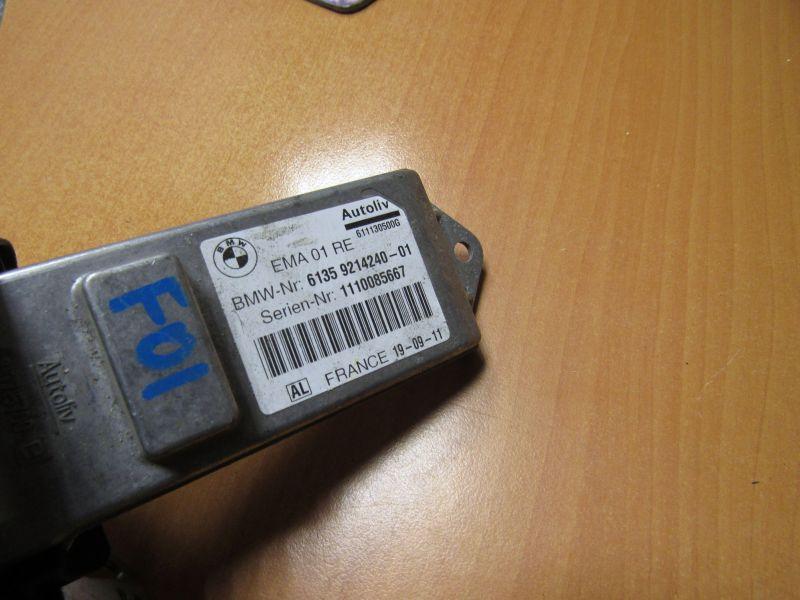 Autoliv
611130500G
BMW
EMA 01 RE
BMW-Nr: 6135 9214240-01
Serien-Nr: 1110085667
AL FRANCE 19-09-11
F01
Autoliv